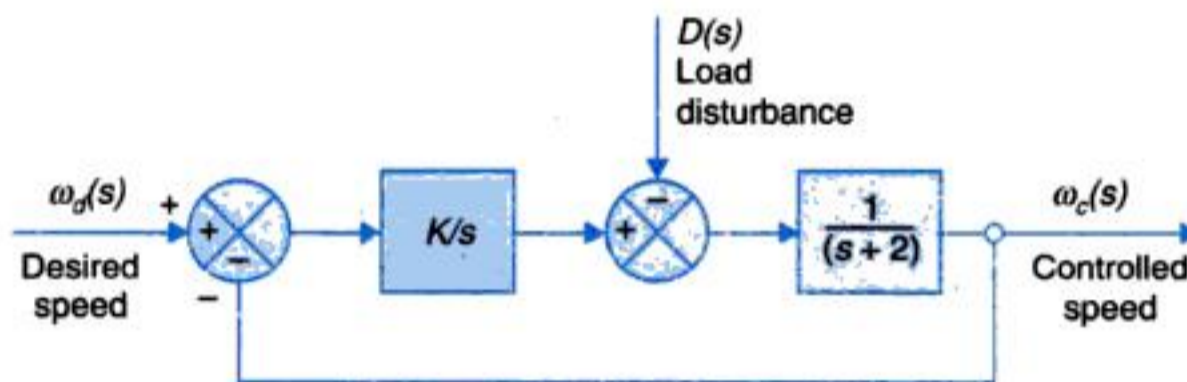 D(s)
Load
disturbance
ω_d(s)
+
+
−
−
Desired
speed
K/s
−
+
1
(s + 2)
ω_c(s)
Controlled
speed